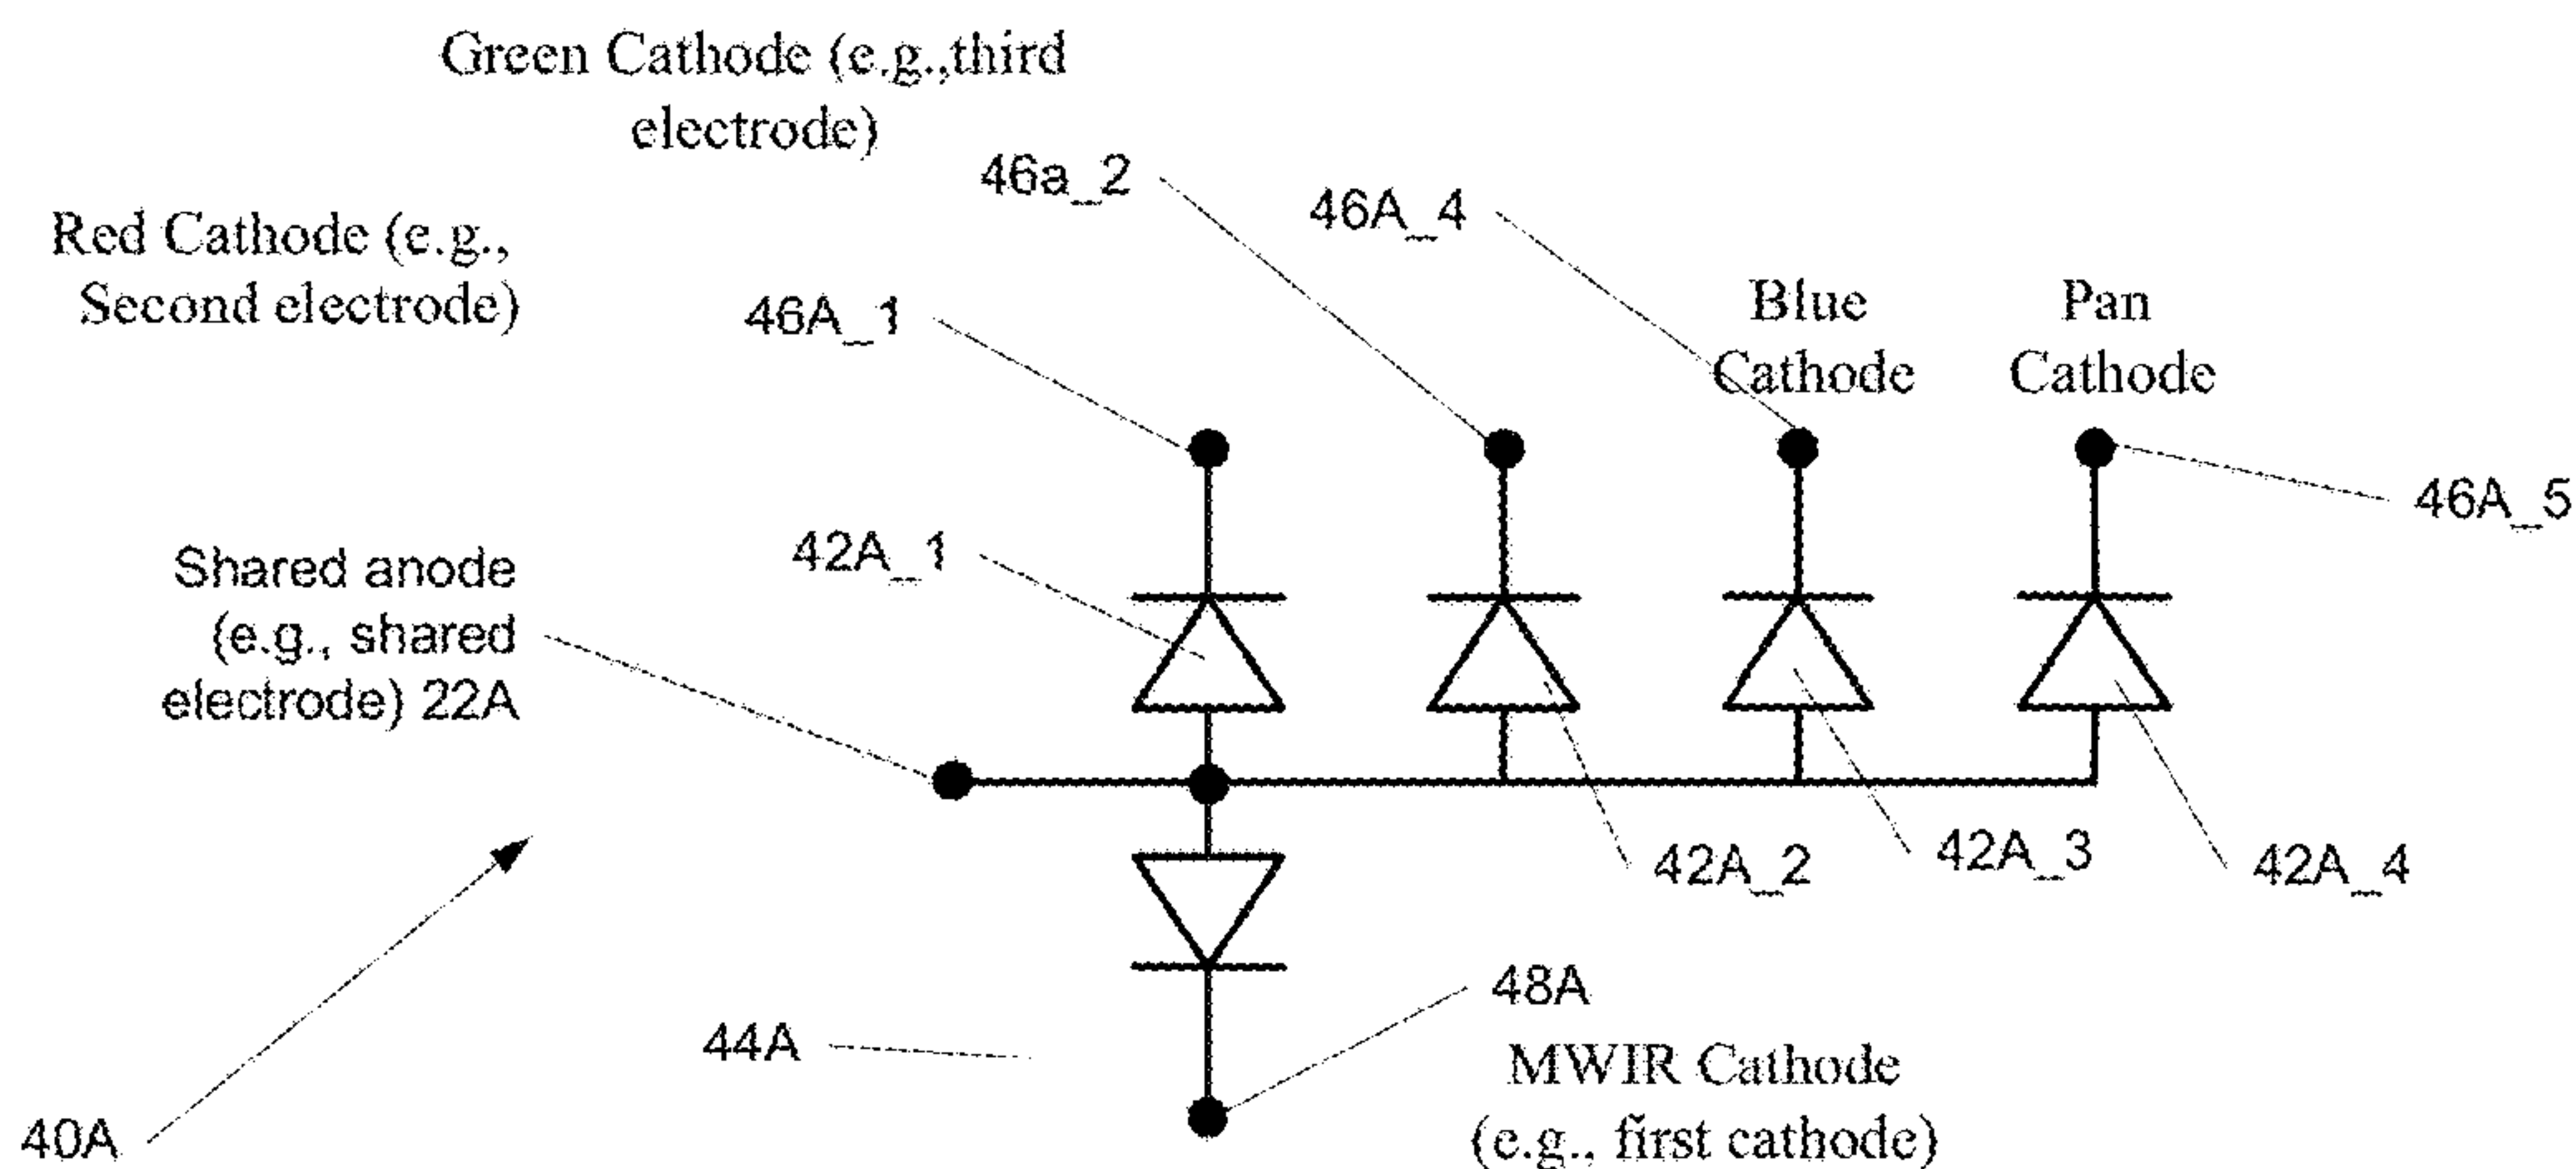 Green Cathode (e.g.,third
electrode)
46a_2
46A_4
Red Cathode (e.g.,
Second electrode)
46A_1
Blue
Cathode
Pan
Cathode
46A_5
42A_1
Shared anode
(e.g., shared
electrode) 22A
42A_2
42A_3
42A_4
48A
44A
MWIR Cathode
(e.g., first cathode)
40A